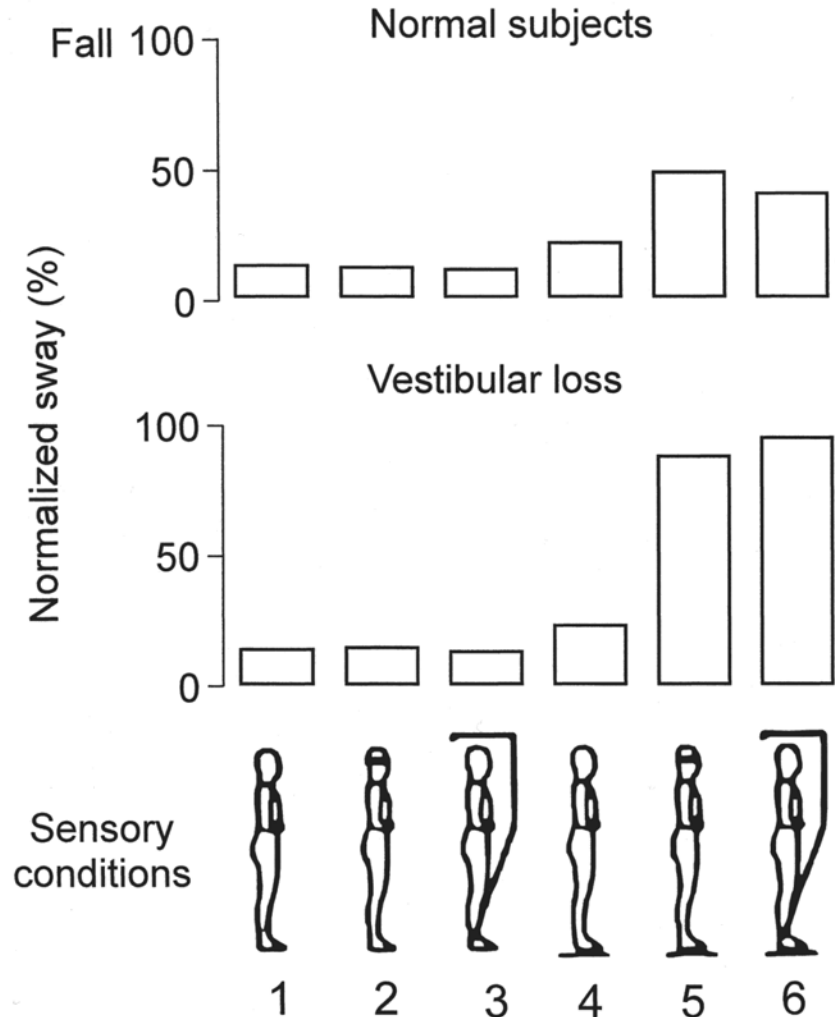 Normal subjects
Fall 100
50
0
Normalized sway (%)
Vestibular loss
100
50
0
Sensory
conditions
1 2 3 4 5 6